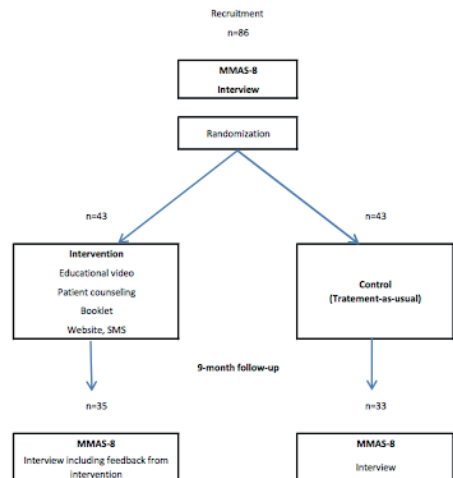 Recruitment
n=86
MMAS-8
Interview
Randomization
n=43
n=43
Intervention
Educational video
Patient counseling
Booklet
Website, SMS
Control
(Tratement-as-usual)
9-month follow-up
n=35
n=33
MMAS-8
Interview including feedback from
intervention
MMAS-8
Interview